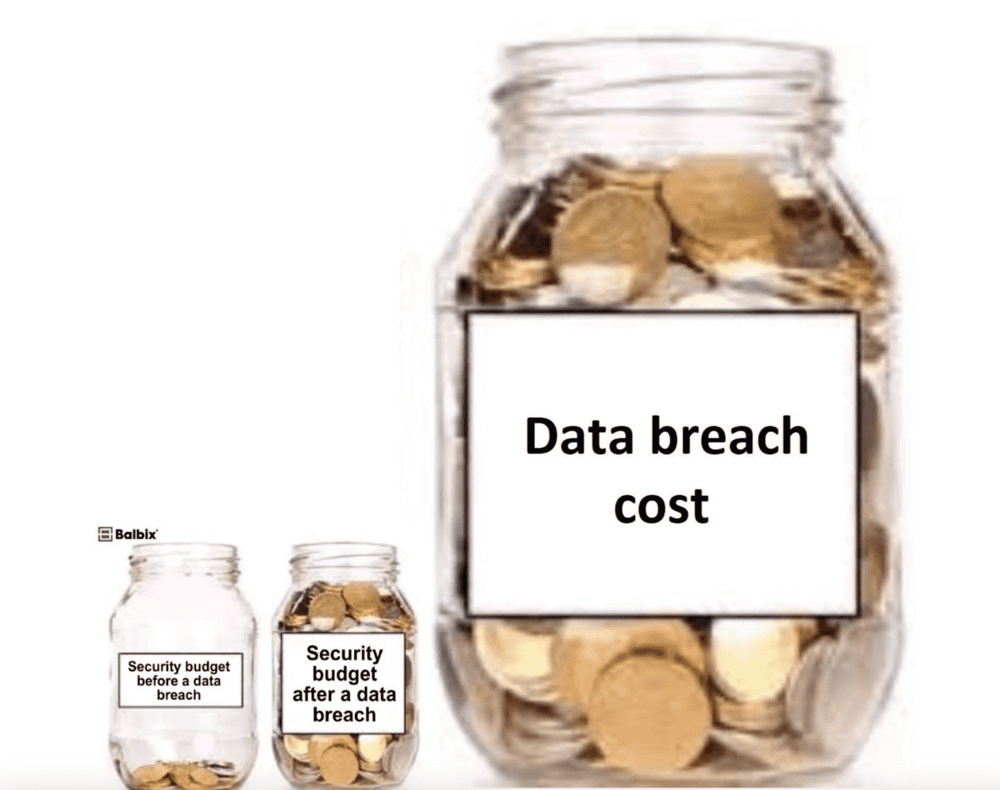 Balbix
Security budget
before a data
breach
Security
budget
after a data
breach
Data breach
cost